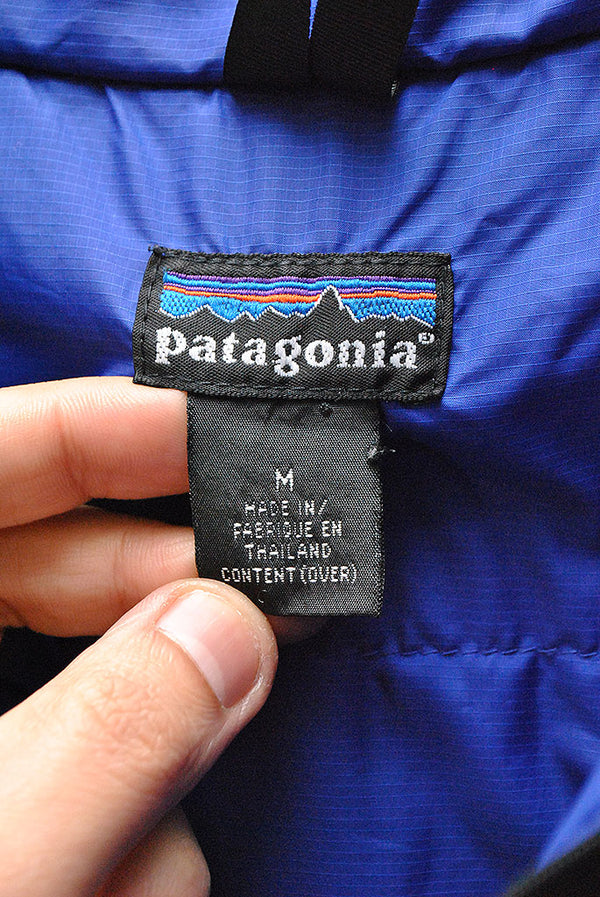 patagonia®
M
MADE IN/
FABRIQUE EN
THAILAND
CONTENT (OVER)